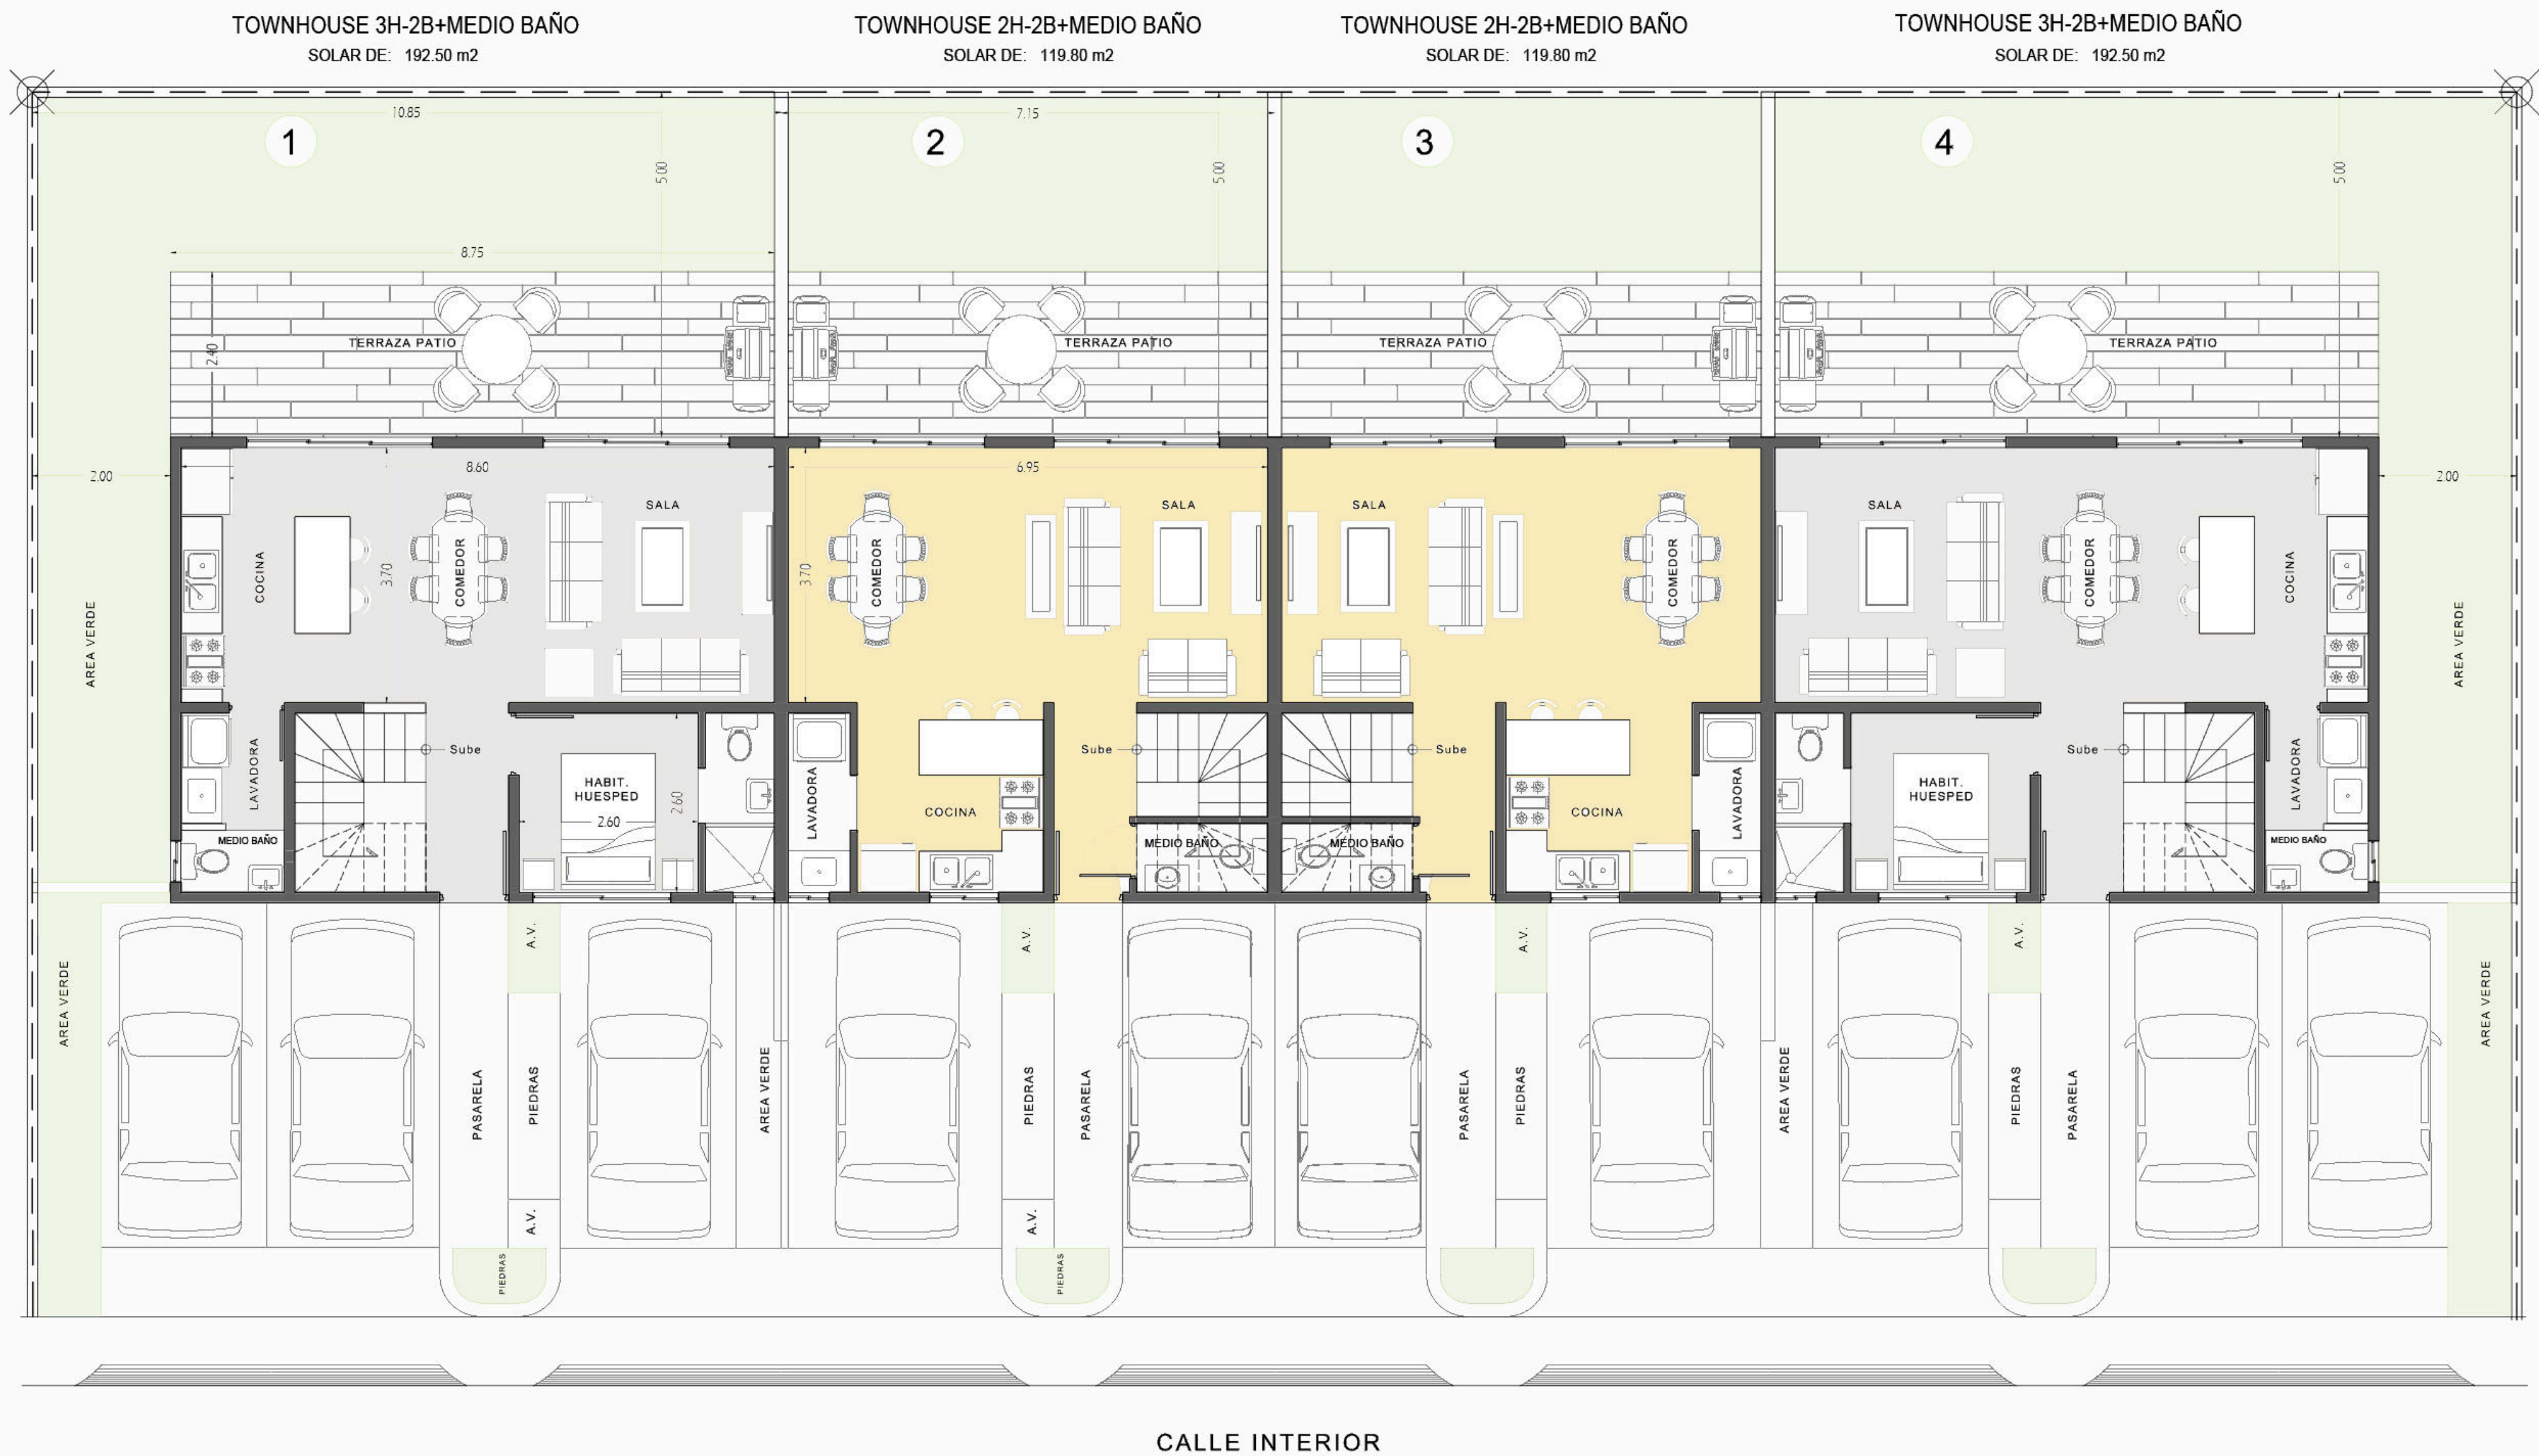 TOWNHOUSE 3H-2B+MEDIO BAÑO
SOLAR DE: 192.50 m2
TOWNHOUSE 2H-2B+MEDIO BAÑO
SOLAR DE: 119.80 m2
TOWNHOUSE 2H-2B+MEDIO BAÑO
SOLAR DE: 119.80 m2
TOWNHOUSE 3H-2B+MEDIO BAÑO
SOLAR DE: 192.50 m2
10.85
7.15
1
2
3
4
5.00
5.00
5.00
8.75
2.40
TERRAZA PATIO
TERRAZA PATIO
TERRAZA PATIO
TERRAZA PATIO
2.00
8.60
6.95
2.00
SALA
SALA
SALA
SALA
COCINA
3.70
COMEDOR
3.70
COMEDOR
COMEDOR
COMEDOR
COCINA
AREA VERDE
AREA VERDE
LAVADORA
Sube
HABIT.
HUESPED
2.60
2.60
LAVADORA
COCINA
Sube
Sube
COCINA
LAVADORA
HABIT.
HUESPED
Sube
LAVADORA
MEDIO BAÑO
MEDIO BAÑO
MEDIO BAÑO
MEDIO BAÑO
AREA VERDE
A.V.
A.V.
A.V.
A.V.
AREA VERDE
PASARELA
PIEDRAS
AREA VERDE
PIEDRAS
PASARELA
PASARELA
PIEDRAS
AREA VERDE
PIEDRAS
PASARELA
A.V.
A.V.
PIEDRAS
PIEDRAS
CALLE INTERIOR